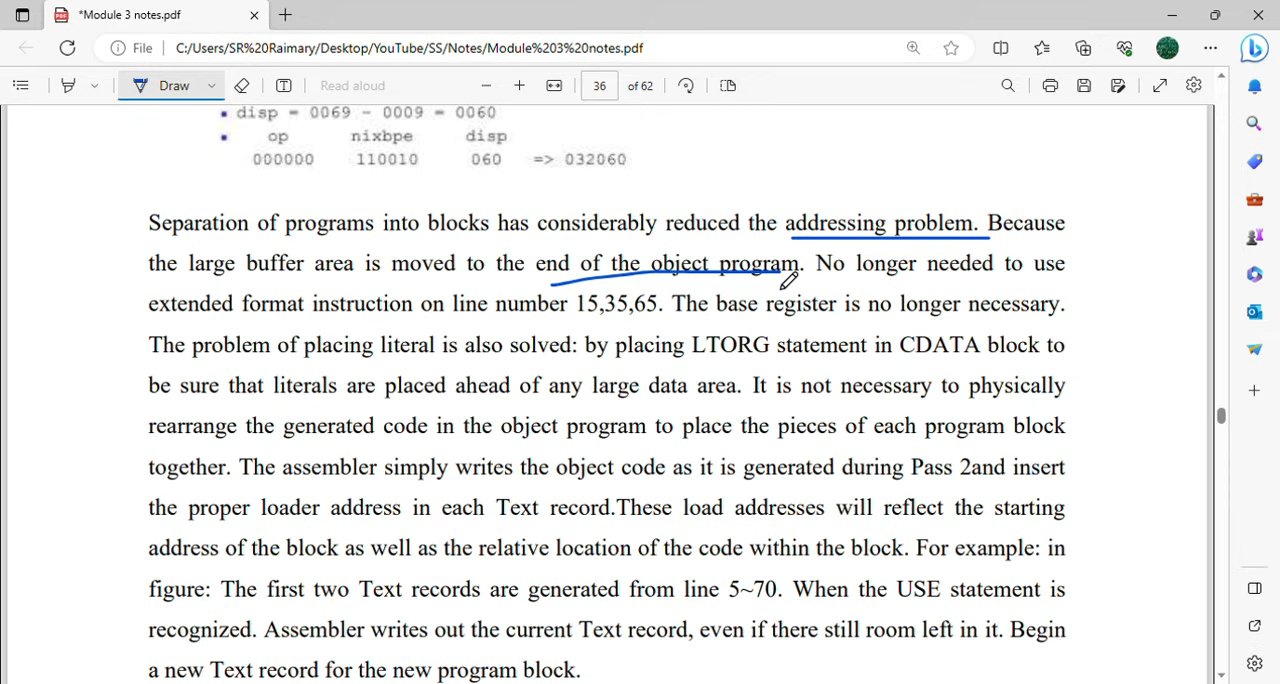 *Module 3 notes.pdf
File C:/Users/SR%20Raimary/Desktop/YouTube/SS/Notes/Module%203%20notes.pdf
Draw Read aloud 36 of 62
disp = 0069 - 0009 = 0060
op nixbpe disp
000000 110010 060 => 032060
Separation of programs into blocks has considerably reduced the addressing problem. Because
the large buffer area is moved to the end of the object program. No longer needed to use
extended format instruction on line number 15,35,65. The base register is no longer necessary.
The problem of placing literal is also solved: by placing LTORG statement in CDATA block to
be sure that literals are placed ahead of any large data area. It is not necessary to physically
rearrange the generated code in the object program to place the pieces of each program block
together. The assembler simply writes the object code as it is generated during Pass 2and insert
the proper loader address in each Text record.These load addresses will reflect the starting
address of the block as well as the relative location of the code within the block. For example: in
figure: The first two Text records are generated from line 5~70. When the USE statement is
recognized. Assembler writes out the current Text record, even if there still room left in it. Begin
a new Text record for the new program block.